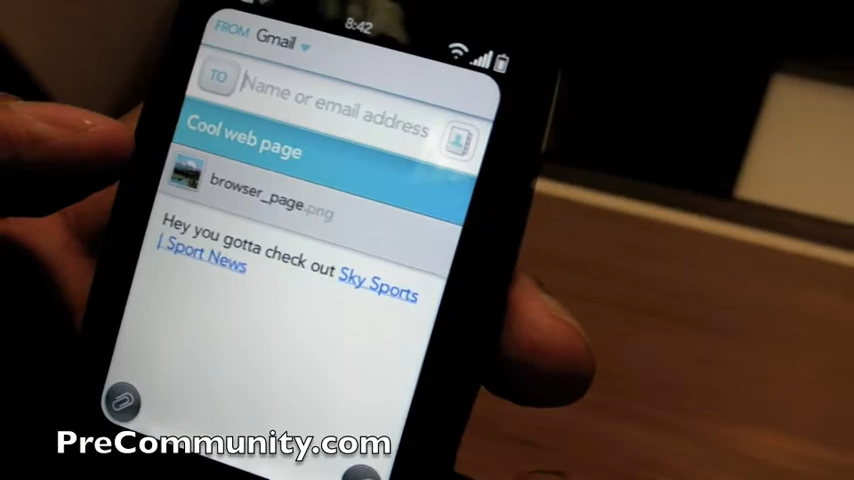 8:42
FROM Gmail
TO Name or email address
Cool web page
browser_page.png
Hey you gotta check out Sky Sports
| Sport News
PreCommunity.com